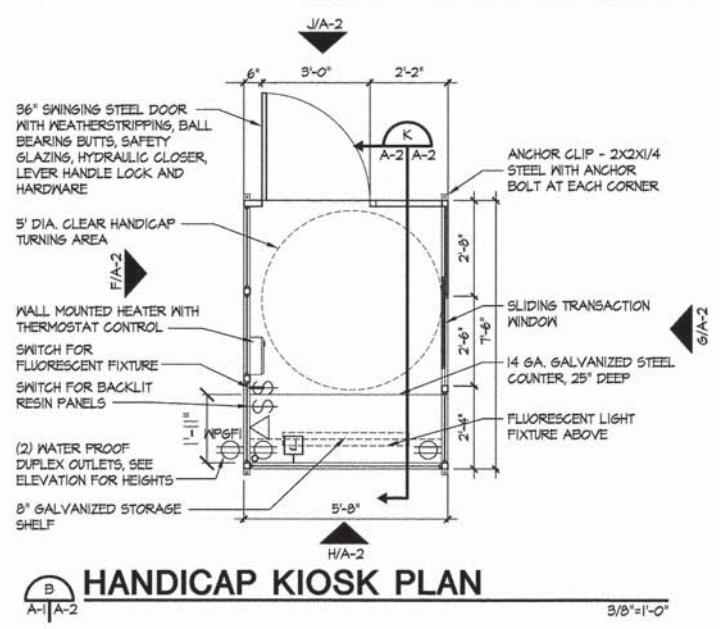 J/A-2
6" 3'-0" 2'-2"
36" SWINGING STEEL DOOR
WITH WEATHERSTRIPPING, BALL
BEARING BUTTS, SAFETY
GLAZING, HYDRAULIC CLOSER,
LEVER HANDLE LOCK AND
HARDWARE
K
A-2 A-2
ANCHOR CLIP - 2X2X1/4
STEEL WITH ANCHOR
BOLT AT EACH CORNER
5' DIA. CLEAR HANDICAP
TURNING AREA
F/A-2
2'-8"
WALL MOUNTED HEATER WITH
THERMOSTAT CONTROL
SLIDING TRANSACTION
WINDOW
2'-6"
7'-6"
G/A-2
SWITCH FOR
FLUORESCENT FIXTURE
14 GA. GALVANIZED STEEL
COUNTER, 25" DEEP
SWITCH FOR BACKLIT
RESIN PANELS
1'-11"
WPGFI
2'-4"
FLUORESCENT LIGHT
FIXTURE ABOVE
(2) WATER PROOF
DUPLEX OUTLETS, SEE
ELEVATION FOR HEIGHTS
8" GALVANIZED STORAGE
SHELF
5'-8"
H/A-2
B
A-1 A-2
HANDICAP KIOSK PLAN
3/8"=1'-0"